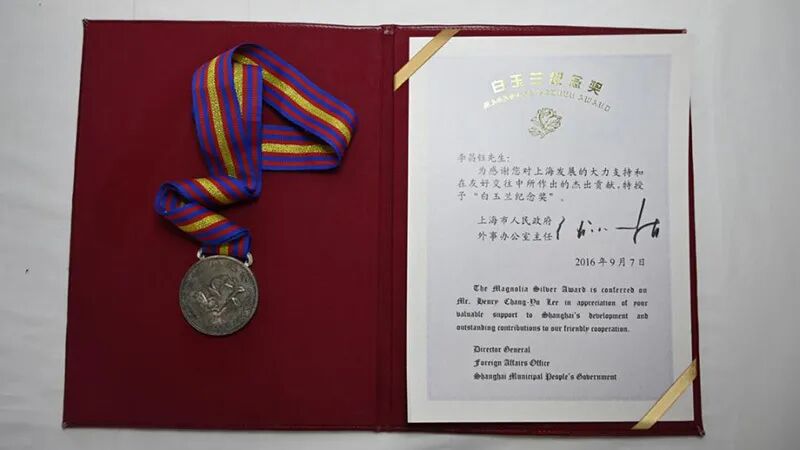 白玉兰纪念奖
李昌钰先生：
为感谢您对上海发展的大力支持和
在友好交往中所作出的杰出贡献，特授
予“白玉兰纪念奖”。
上海市人民政府
外事办公室主任
2016年9月7日
The Magnolia Silver Award is conferred on
Mr. Henry Chang-Yu Lee in appreciation of your
valuable support to Shanghai's development and
outstanding contributions to our friendly cooperation.
Director General
Foreign Affairs Office
Shanghai Municipal People's Government